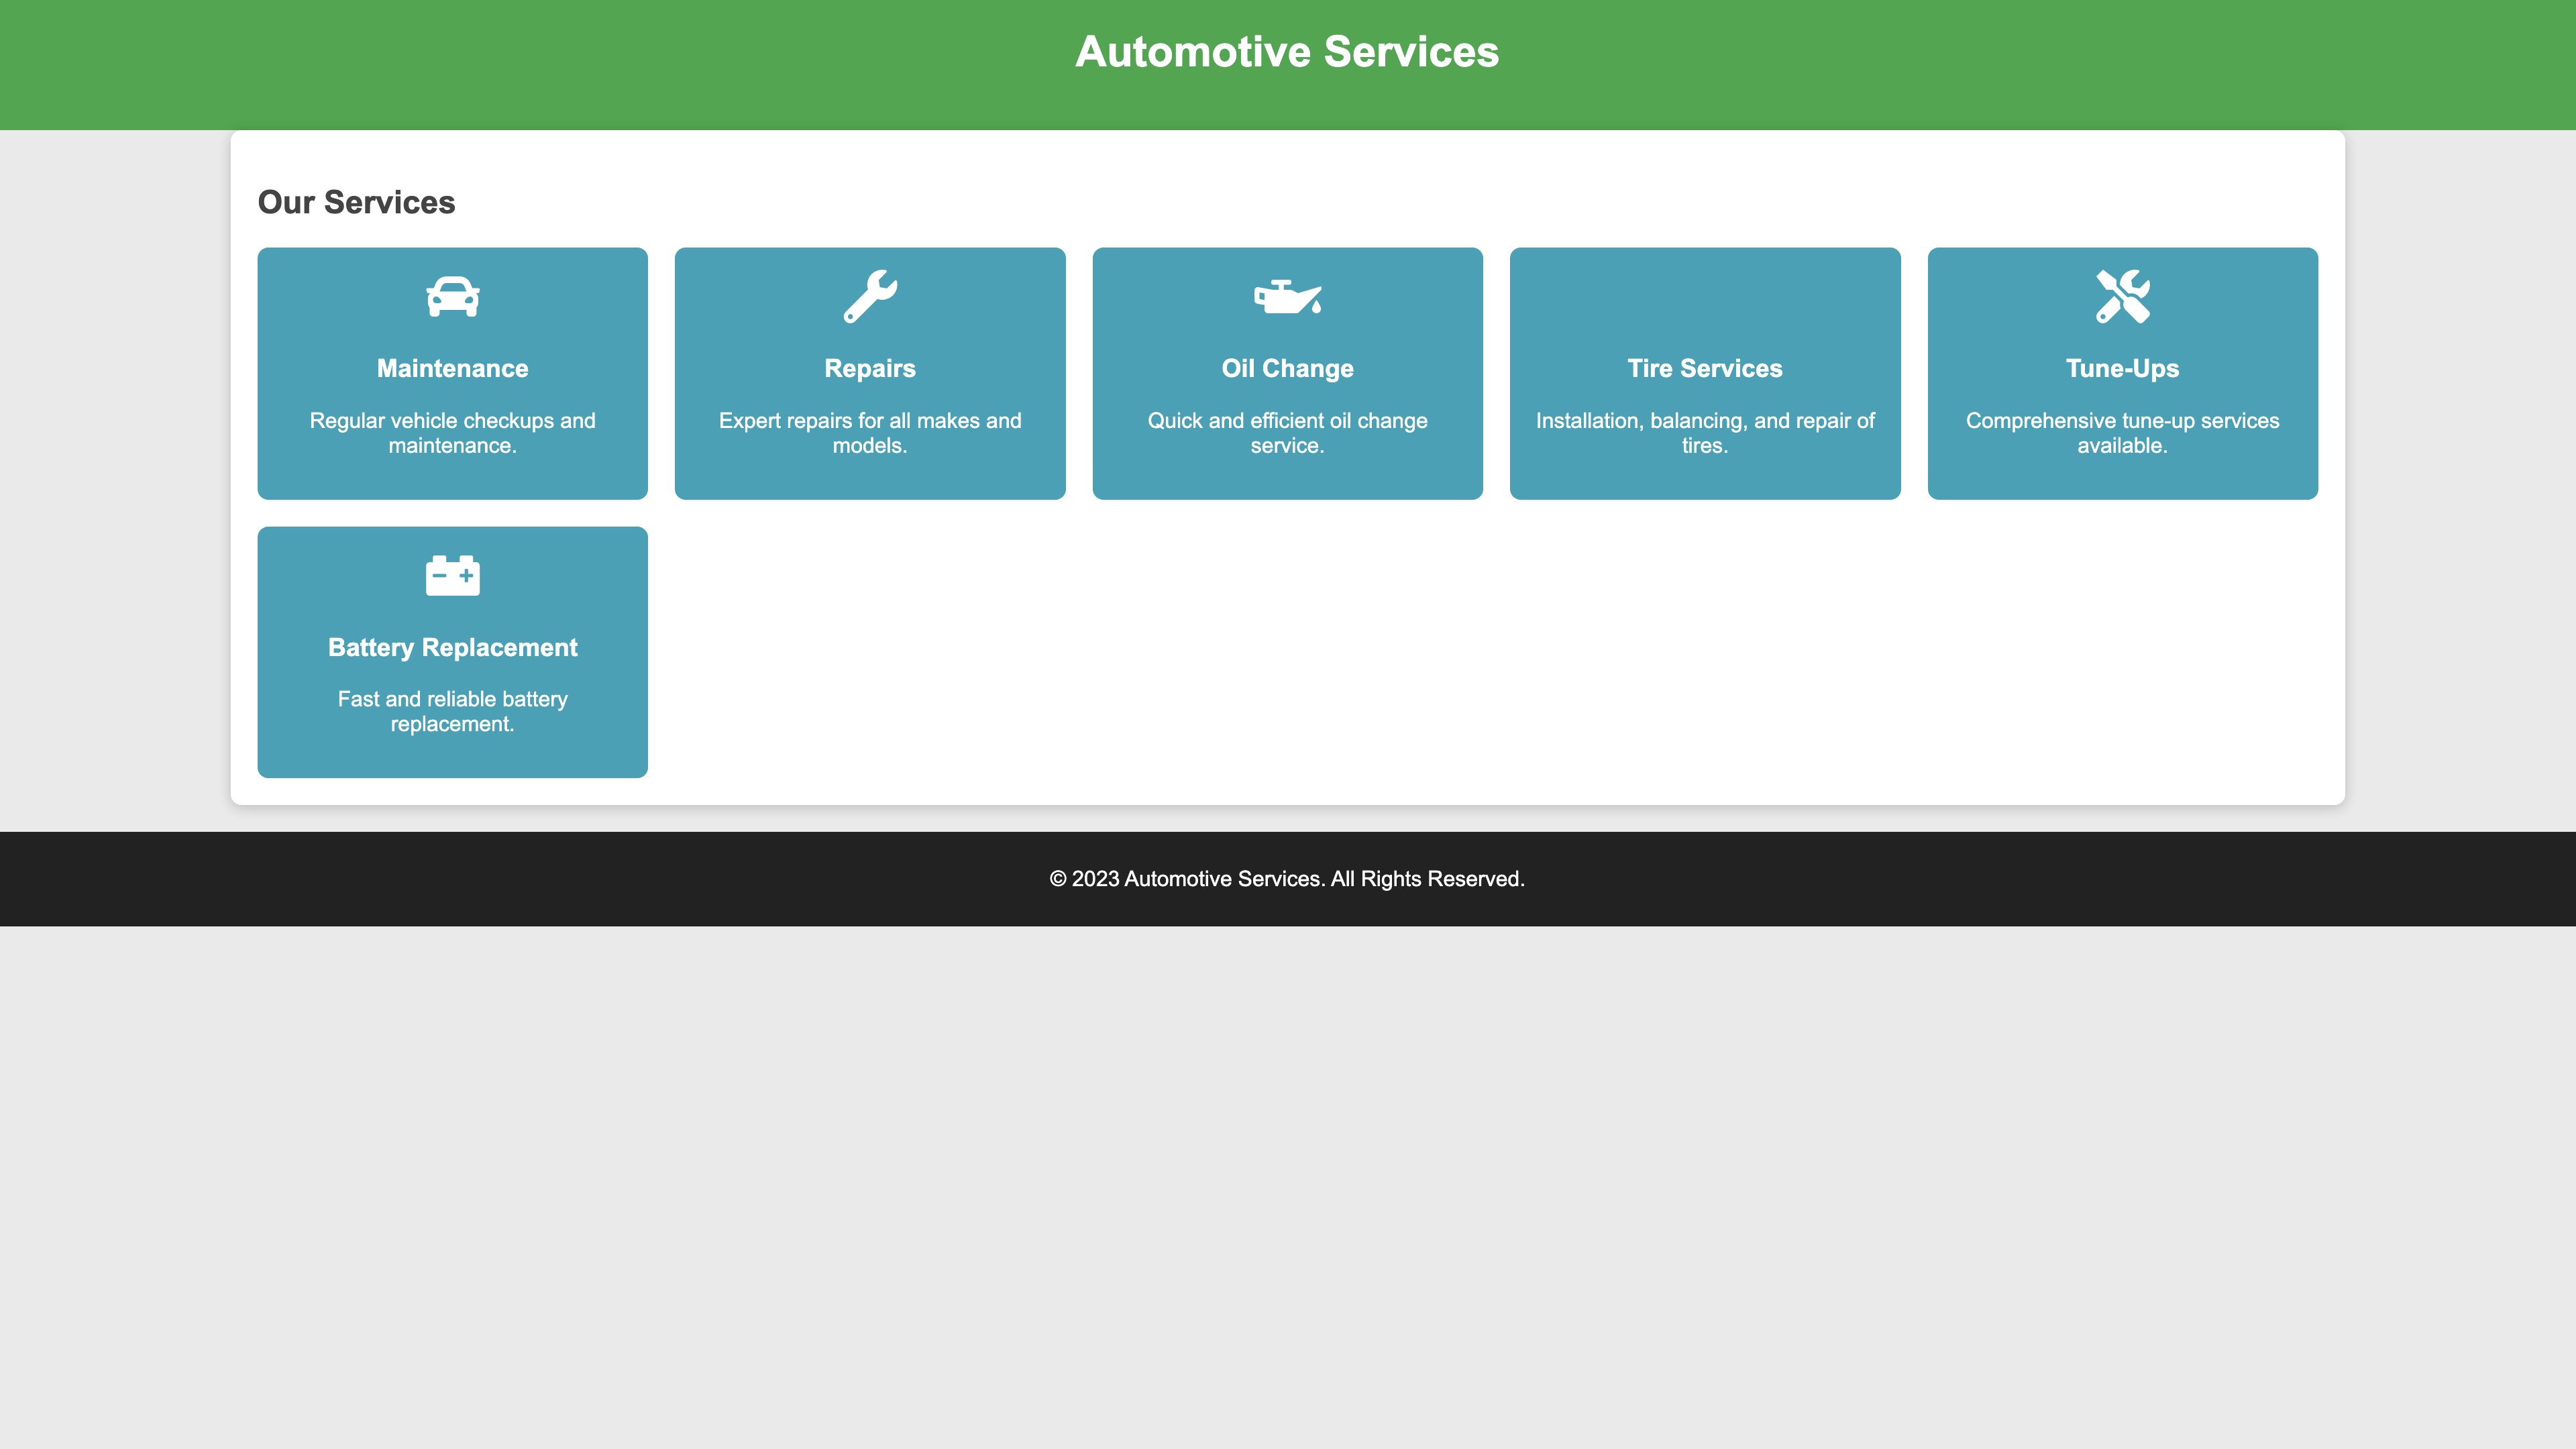 Automotive Services
Our Services
Maintenance
Regular vehicle checkups and
maintenance.
Repairs
Expert repairs for all makes and
models.
Oil Change
Quick and efficient oil change
service.
Tire Services
Installation, balancing, and repair of
tires.
Tune-Ups
Comprehensive tune-up services
available.
Battery Replacement
Fast and reliable battery
replacement.
© 2023 Automotive Services. All Rights Reserved.